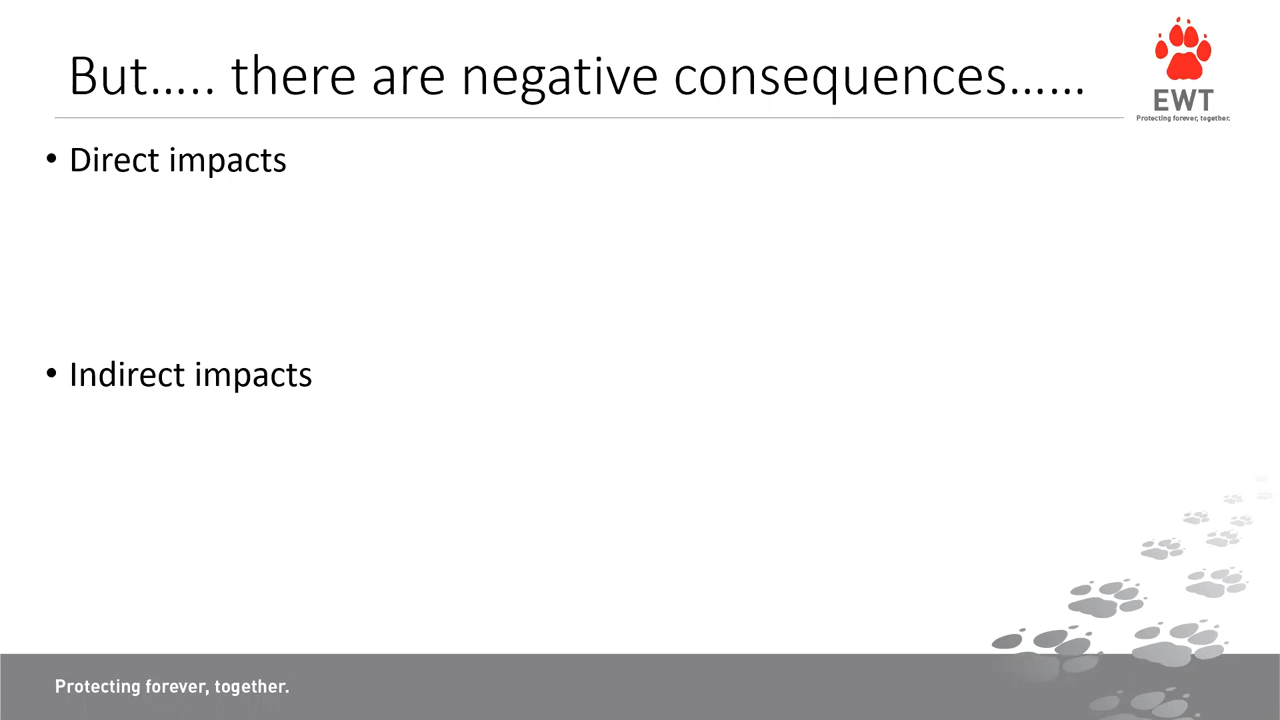 But..... there are negative consequences......
EWT
Protecting forever, together.
• Direct impacts
• Indirect impacts
Protecting forever, together.